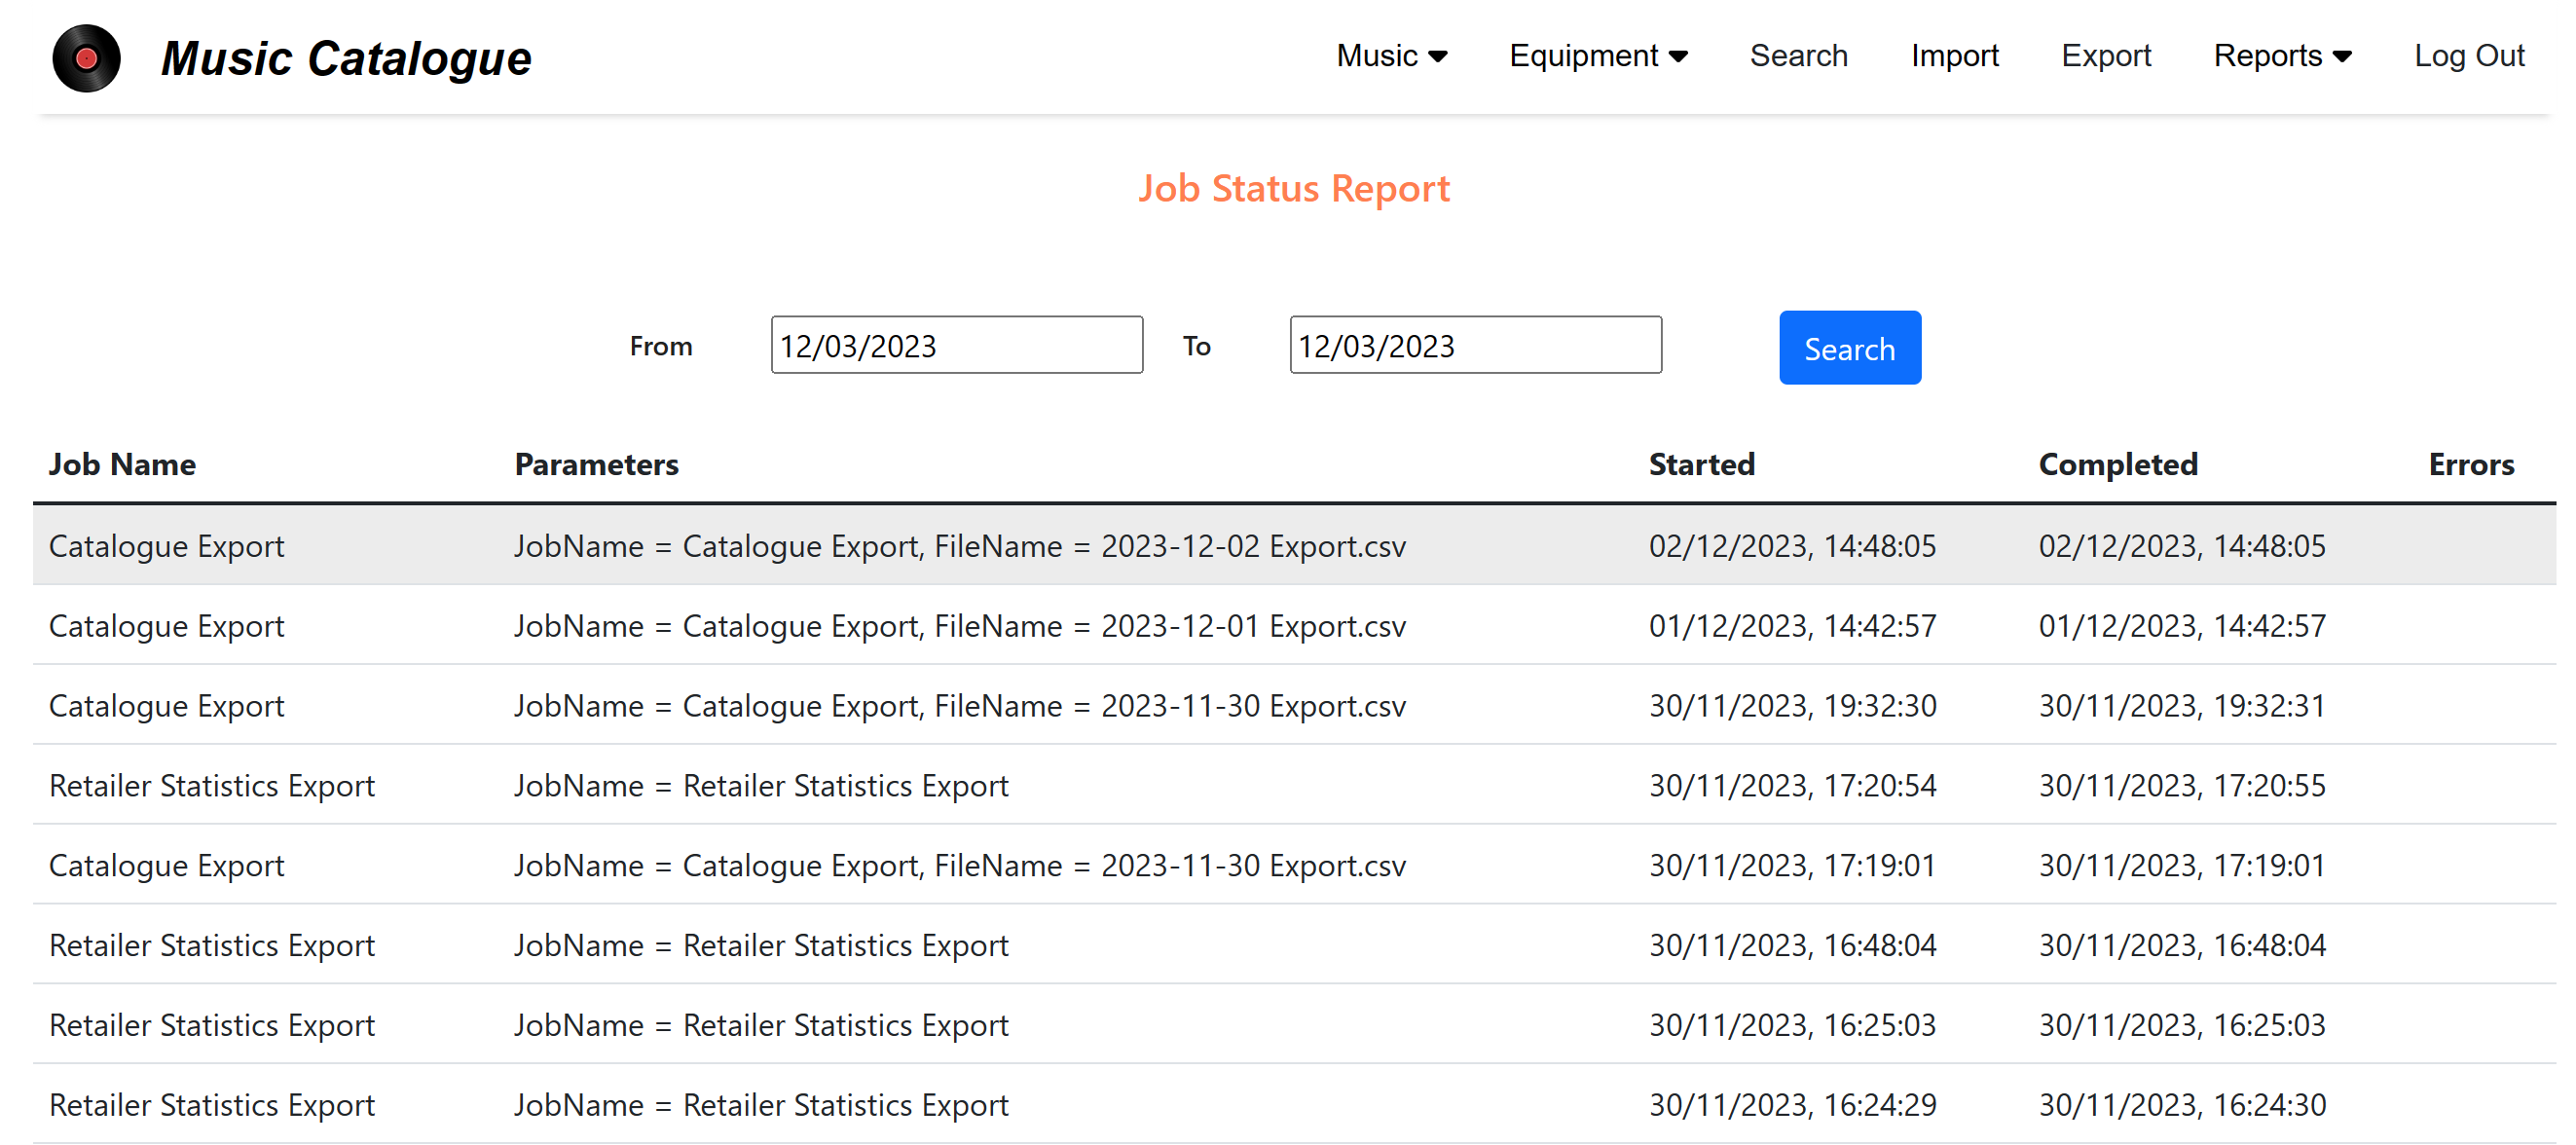 Music Catalogue Music Equipment Search Import Export Reports Log Out
Job Status Report
From 12/03/2023 To 12/03/2023 Search
Job Name Parameters Started Completed Errors
Catalogue Export JobName = Catalogue Export, FileName = 2023-12-02 Export.csv 02/12/2023, 14:48:05 02/12/2023, 14:48:05
Catalogue Export JobName = Catalogue Export, FileName = 2023-12-01 Export.csv 01/12/2023, 14:42:57 01/12/2023, 14:42:57
Catalogue Export JobName = Catalogue Export, FileName = 2023-11-30 Export.csv 30/11/2023, 19:32:30 30/11/2023, 19:32:31
Retailer Statistics Export JobName = Retailer Statistics Export 30/11/2023, 17:20:54 30/11/2023, 17:20:55
Catalogue Export JobName = Catalogue Export, FileName = 2023-11-30 Export.csv 30/11/2023, 17:19:01 30/11/2023, 17:19:01
Retailer Statistics Export JobName = Retailer Statistics Export 30/11/2023, 16:48:04 30/11/2023, 16:48:04
Retailer Statistics Export JobName = Retailer Statistics Export 30/11/2023, 16:25:03 30/11/2023, 16:25:03
Retailer Statistics Export JobName = Retailer Statistics Export 30/11/2023, 16:24:29 30/11/2023, 16:24:30